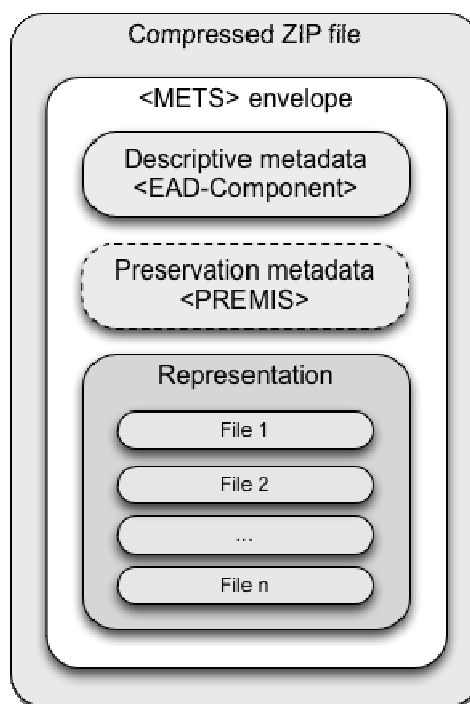 Compressed ZIP file
<METS> envelope
Descriptive metadata
<EAD-Component>
Preservation metadata
<PREMIS>
Representation
File 1
File 2
...
File n